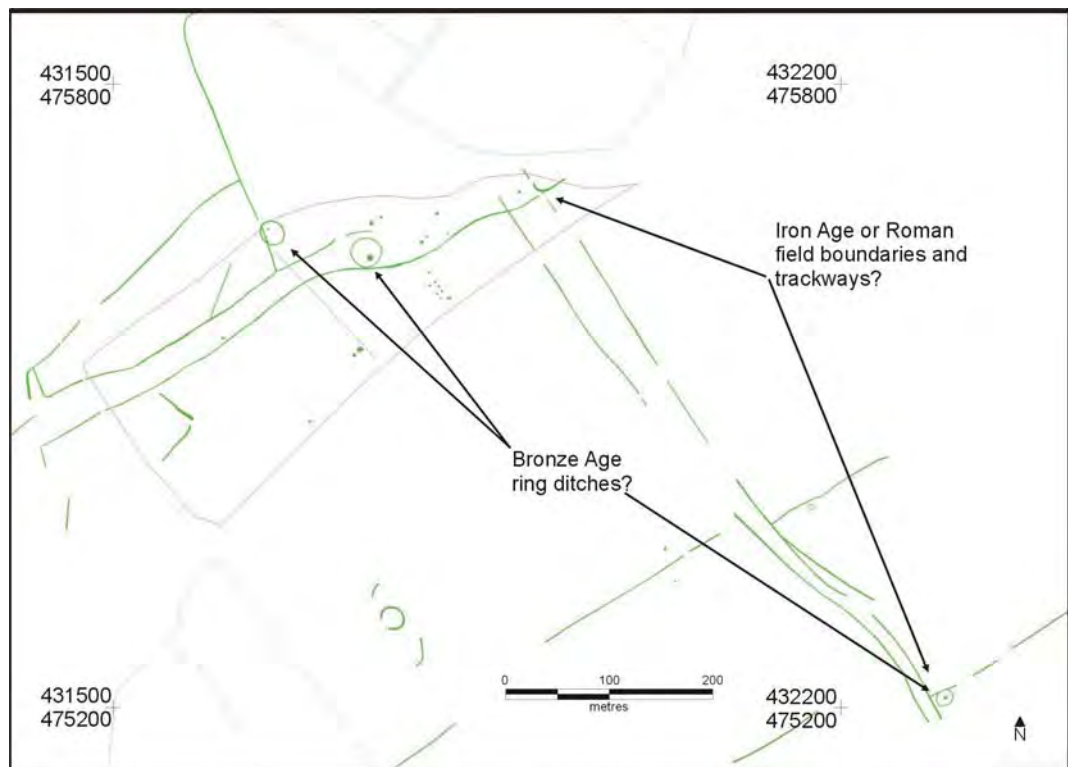 431500
475800
432200
475800
Iron Age or Roman
field boundaries and
trackways?
Bronze Age
ring ditches?
0 100 200
metres
431500
475200
432200
475200
N